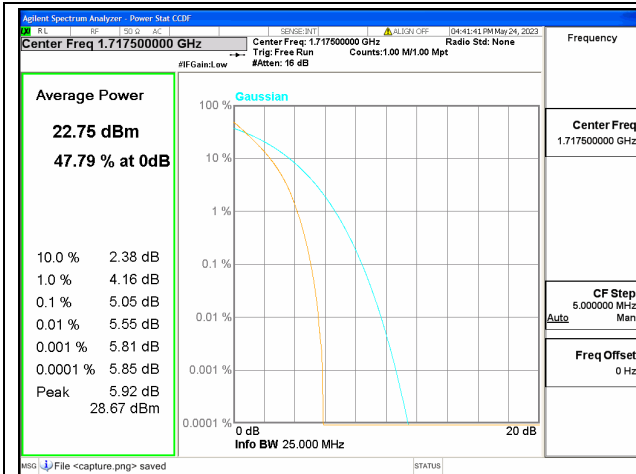 Agilent Spectrum Analyzer - Power Stat CCDF
RL RF 50 Ω AC SENSE:INT ALIGN OFF 04:41:41 PM May 24, 2023
Center Freq 1.717500000 GHz
Center Freq: 1.717500000 GHz Radio Std: None
Trig: Free Run Counts:1.00 M/1.00 Mpt
#IFGain:Low #Atten: 16 dB
Frequency
Average Power
22.75 dBm
47.79 % at 0dB
10.0 % 2.38 dB
1.0 % 4.16 dB
0.1 % 5.05 dB
0.01 % 5.55 dB
0.001 % 5.81 dB
0.0001 % 5.85 dB
Peak 5.92 dB
28.67 dBm
Gaussian
100 %
10 %
1 %
0.1 %
0.01 %
0.001 %
0.0001 %
0 dB 20 dB
Info BW 25.000 MHz
Center Freq
1.717500000 GHz
CF Step
5.000000 MHz
Auto Man
Freq Offset
0 Hz
MSG File <capture.png> saved STATUS